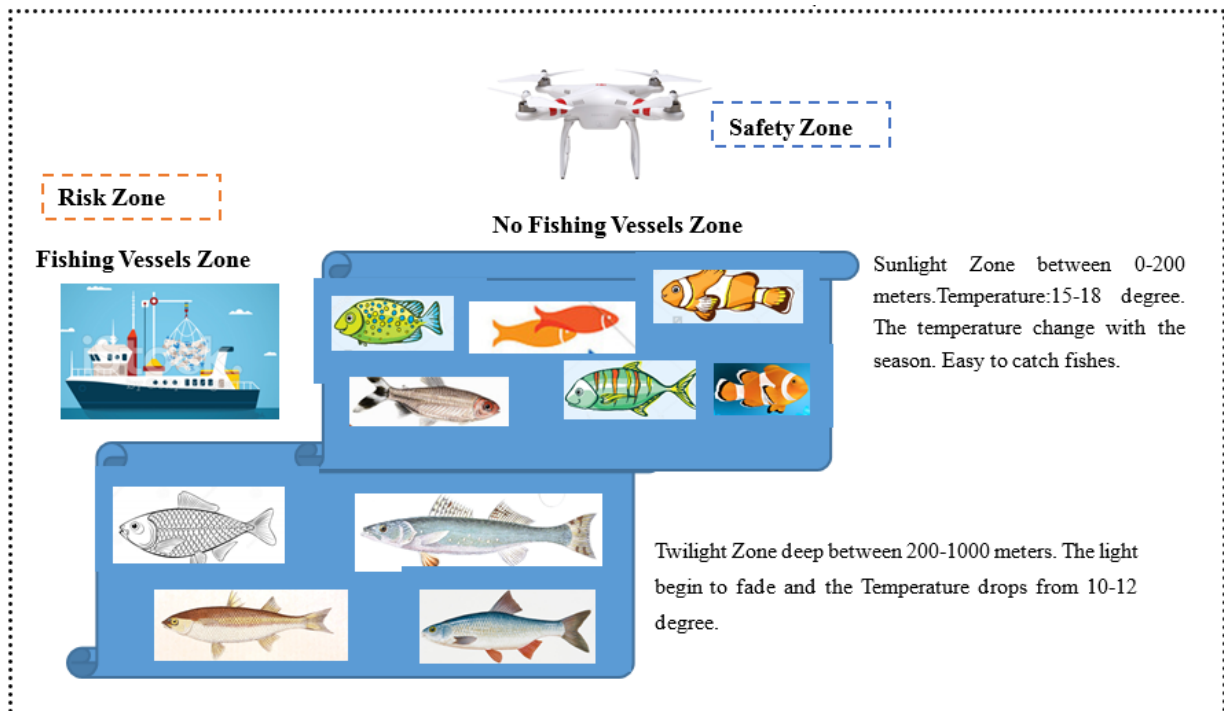 Safety Zone
Risk Zone
No Fishing Vessels Zone
Fishing Vessels Zone
Sunlight Zone between 0-200
meters.Temperature:15-18 degree.
The temperature change with the
season. Easy to catch fishes.
Twilight Zone deep between 200-1000 meters. The light
begin to fade and the Temperature drops from 10-12
degree.